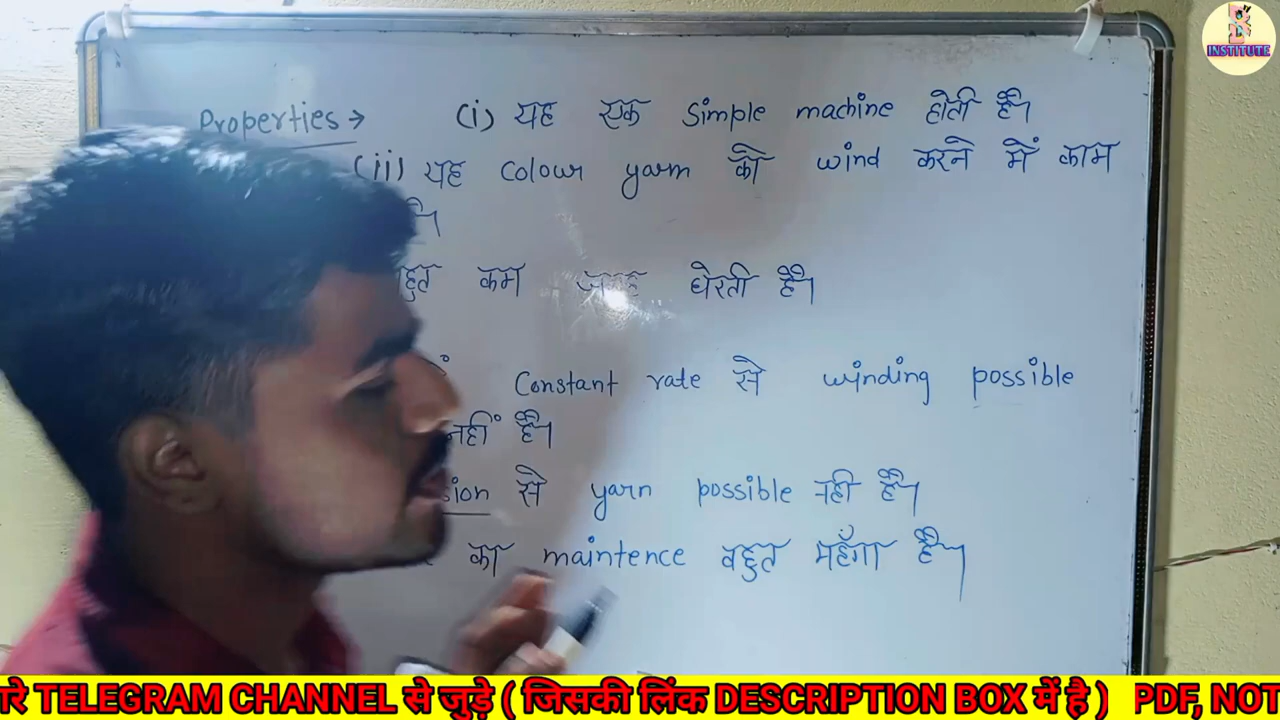 INSTITUTE
Properties → (i) यह एक simple machine होती है।
(ii) यह colour yarn को wind करने में काम
है।
कम घेरती है।
Constant rate से winding possible
नहीं है।
sion से yarn possible नही है।
का maintence बहुत महँगा है।
ारे TELEGRAM CHANNEL से जुड़े ( जिसकी लिंक DESCRIPTION BOX में है ) PDF, NOT